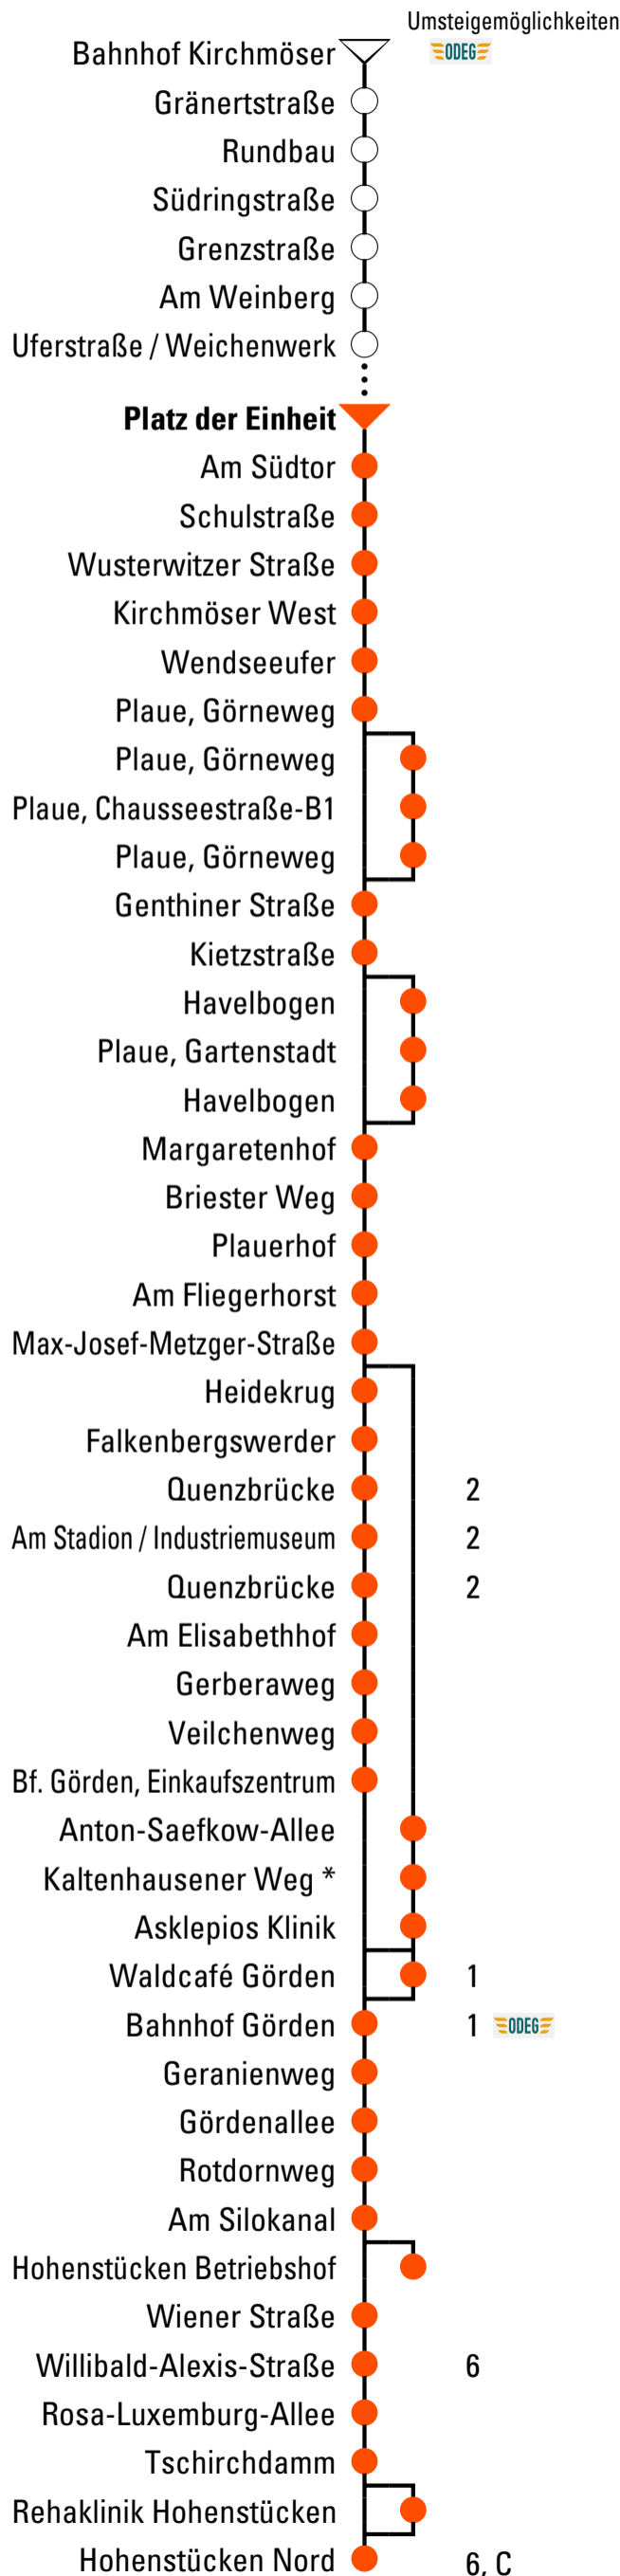 Umsteigemöglichkeiten
Bahnhof Kirchmöser ODEG
Gränertstraße
Rundbau
Südringstraße
Grenzstraße
Am Weinberg
Uferstraße / Weichenwerk
Platz der Einheit
Am Südtor
Schulstraße
Wusterwitzer Straße
Kirchmöser West
Wendseeufer
Plaue, Görneweg
Plaue, Görneweg
Plaue, Chausseestraße-B1
Plaue, Görneweg
Genthiner Straße
Kietzstraße
Havelbogen
Plaue, Gartenstadt
Havelbogen
Margaretenhof
Briester Weg
Plauerhof
Am Fliegerhorst
Max-Josef-Metzger-Straße
Heidekrug
Falkenbergswerder
Quenzbrücke 2
Am Stadion / Industriemuseum 2
Quenzbrücke 2
Am Elisabethhof
Gerberaweg
Veilchenweg
Bf. Görden, Einkaufszentrum
Anton-Saefkow-Allee
Kaltenhausener Weg *
Asklepios Klinik
Waldcafé Görden 1
Bahnhof Görden 1 ODEG
Geranienweg
Gördenallee
Rotdornweg
Am Silokanal
Hohenstücken Betriebshof
Wiener Straße
Willibald-Alexis-Straße 6
Rosa-Luxemburg-Allee
Tschirchdamm
Rehaklinik Hohenstücken
Hohenstücken Nord 6, C